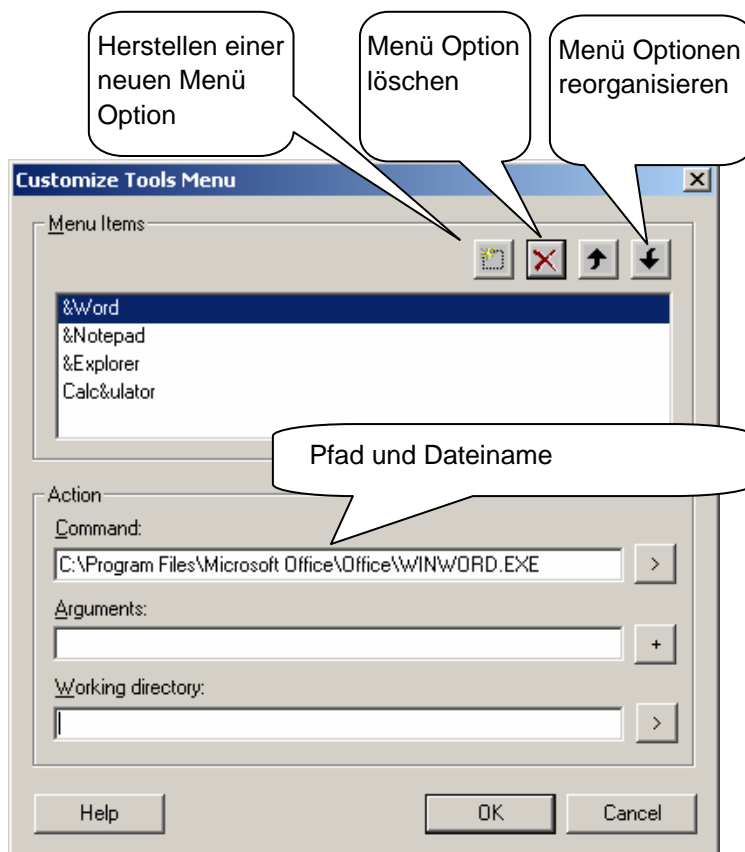 Herstellen einer
neuen Menü
Option
Menü Option
löschen
Menü Optionen
reorganisieren
Customize Tools Menu
Menu Items
&Word
&Notepad
&Explorer
Calc&ulator
Pfad und Dateiname
Action
Command:
C:\Program Files\Microsoft Office\Office\WINWORD.EXE
>
Arguments:
+
Working directory:
>
Help
OK
Cancel